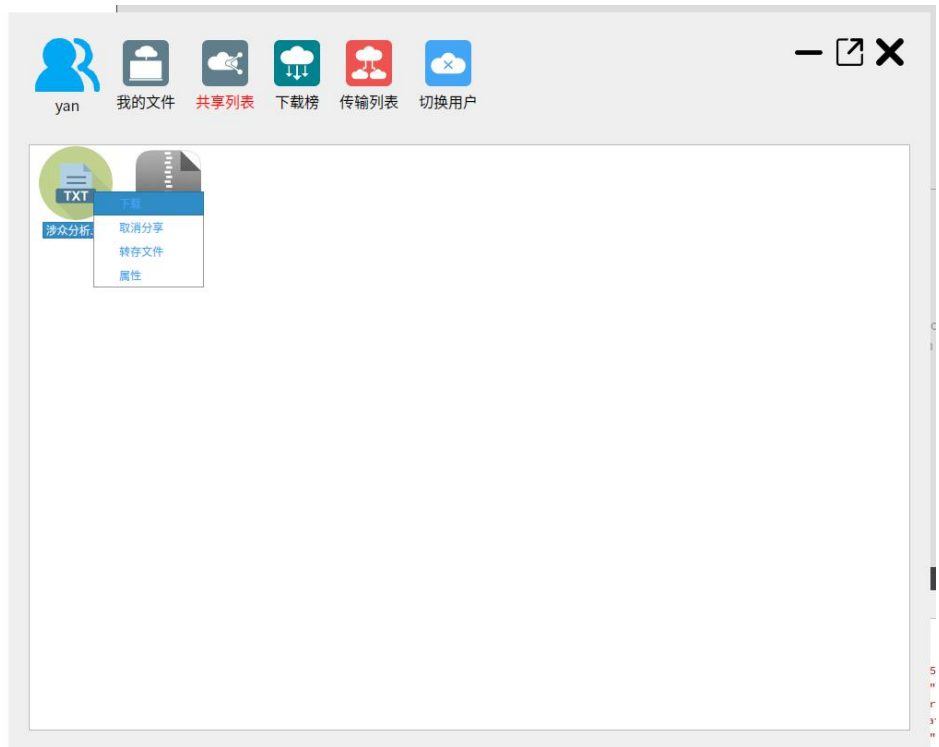 yan
我的文件
共享列表
下载榜
传输列表
切换用户
TXT
涉众分析.
下载
取消分享
转存文件
属性